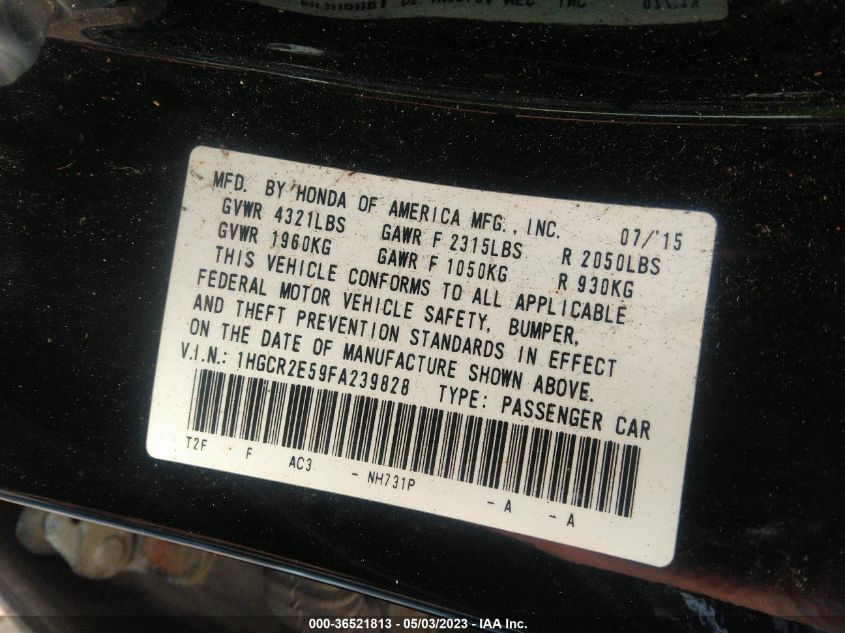 07/'15
MFD. BY HONDA OF AMERICA MFG., INC. 07/'15
GVWR 4321LBS GAWR F 2315LBS R 2050LBS
GVWR 1960KG GAWR F 1050KG R 930KG
THIS VEHICLE CONFORMS TO ALL APPLICABLE
FEDERAL MOTOR VEHICLE SAFETY, BUMPER,
AND THEFT PREVENTION STANDARDS IN EFFECT
ON THE DATE OF MANUFACTURE SHOWN ABOVE.
V.I.N.: 1HGCR2E59FA239828 TYPE: PASSENGER CAR
T2F F AC3 - NH731P - A - A
000-36521813 - 05/03/2023 - IAA Inc.